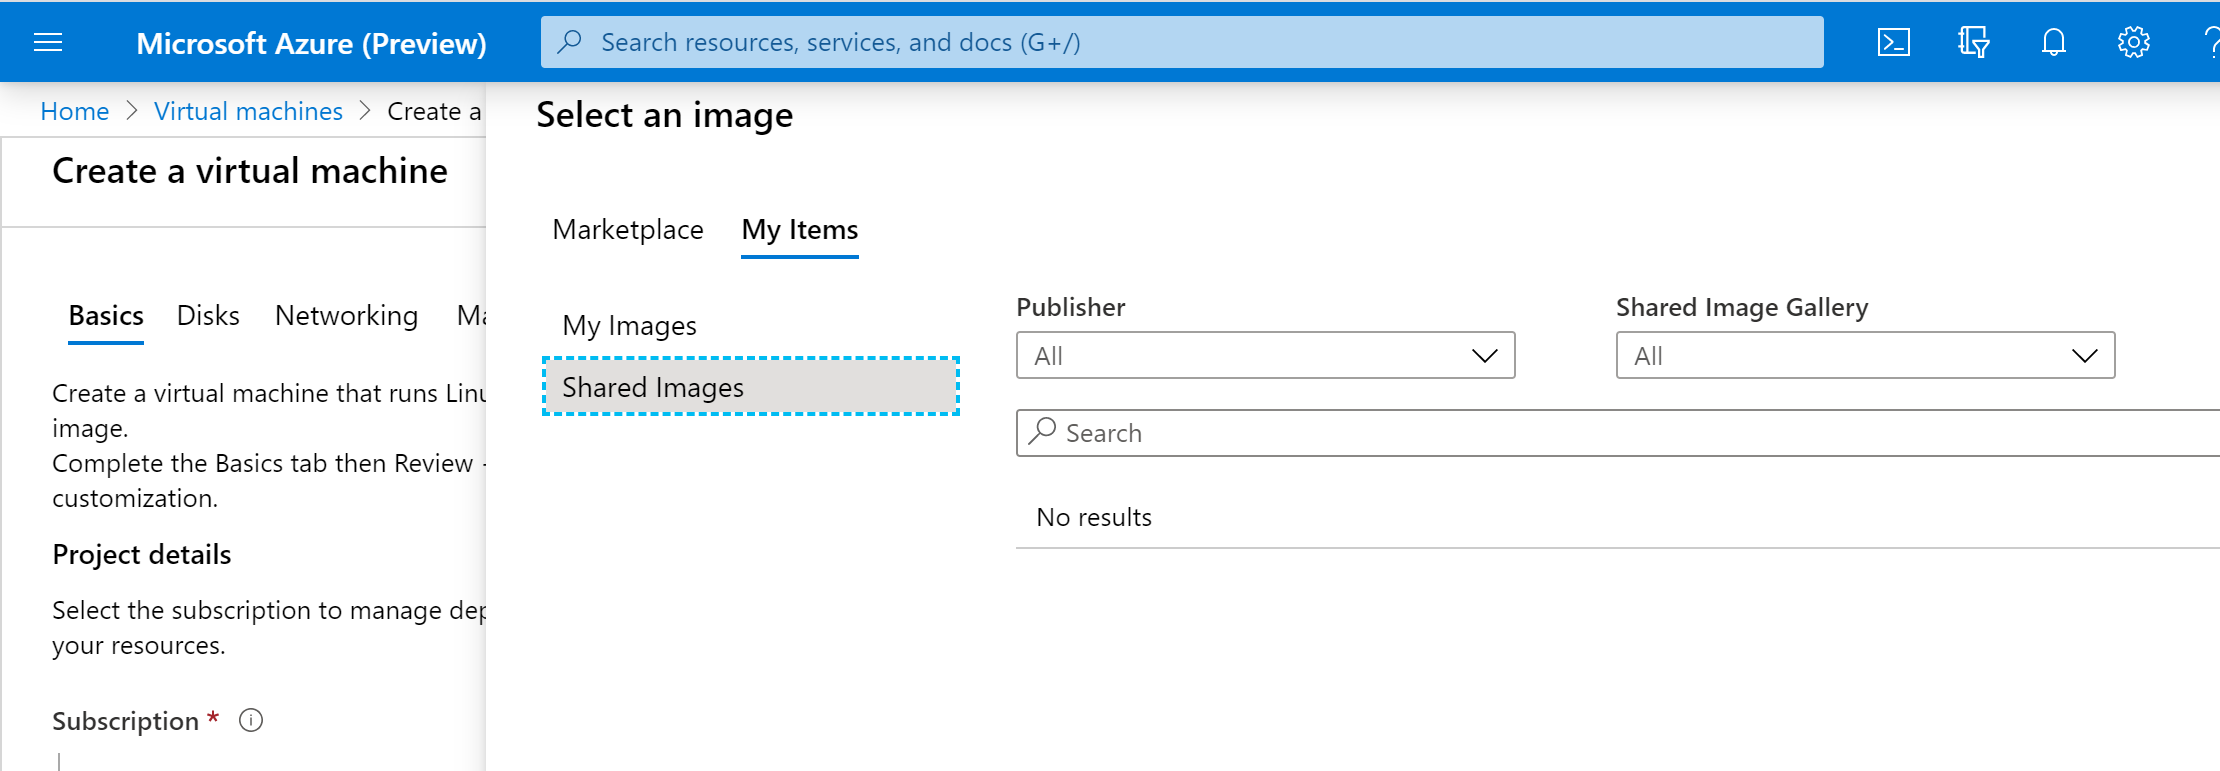 Microsoft Azure (Preview)
Search resources, services, and docs (G+/)
Home > Virtual machines > Create a
Create a virtual machine
Basics Disks Networking
Create a virtual machine that runs
image.
Complete the Basics tab then Review
customization.
Project details
Select the subscription to manage
your resources.
Subscription *
Select an image
Marketplace My Items
My Images
Shared Images
Publisher
All
Shared Image Gallery
All
Search
No results